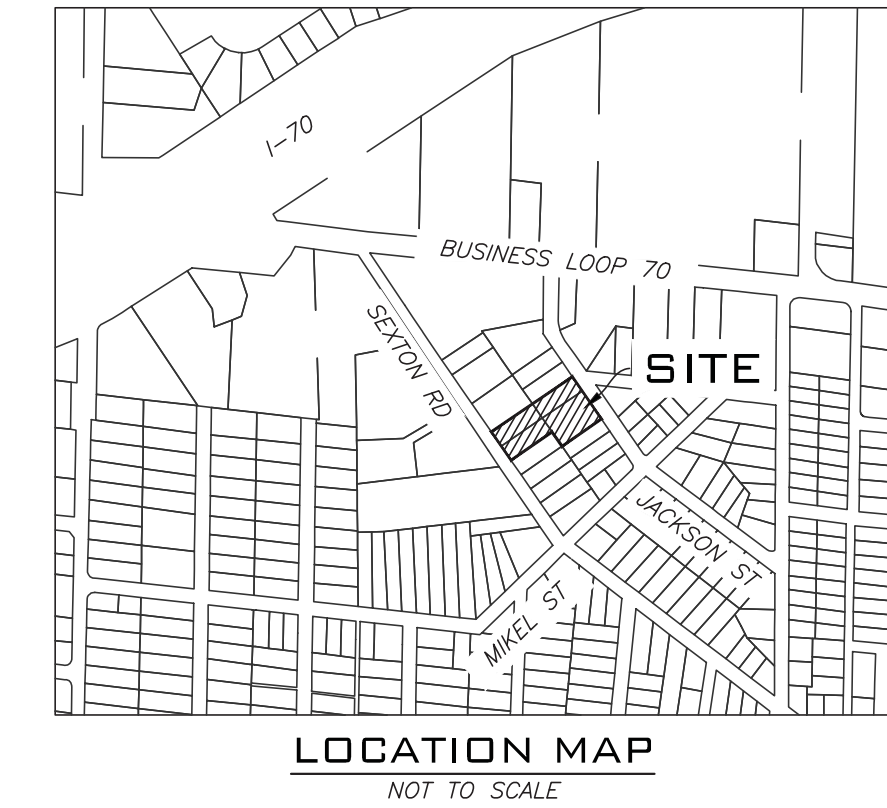 I-70
BUSINESS LOOP 70
SEXTON RD
SITE
JACKSON ST
MIKEL ST
LOCATION MAP
NOT TO SCALE